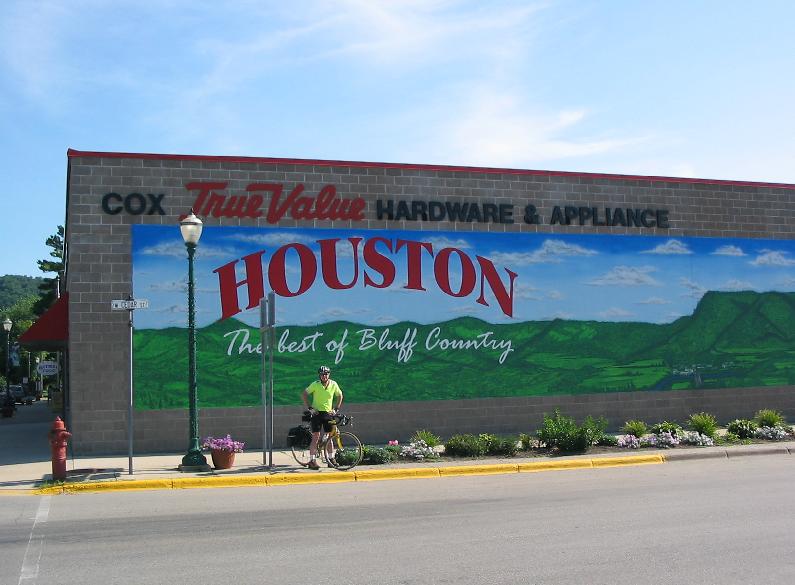 COX True Value HARDWARE & APPLIANCE
HOUSTON
The best of Bluff Country